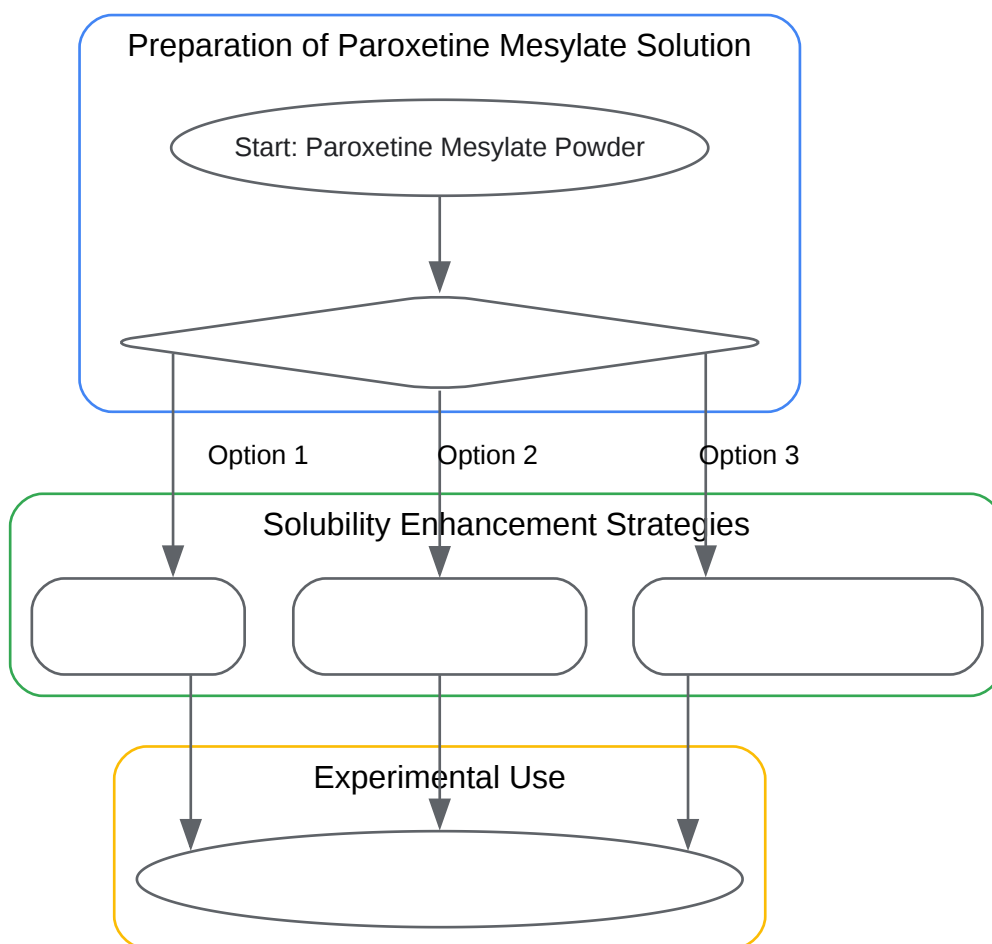 Preparation of Paroxetine Mesylate Solution
Start: Paroxetine Mesylate Powder
Option 1
Option 2
Option 3
Solubility Enhancement Strategies
Experimental Use